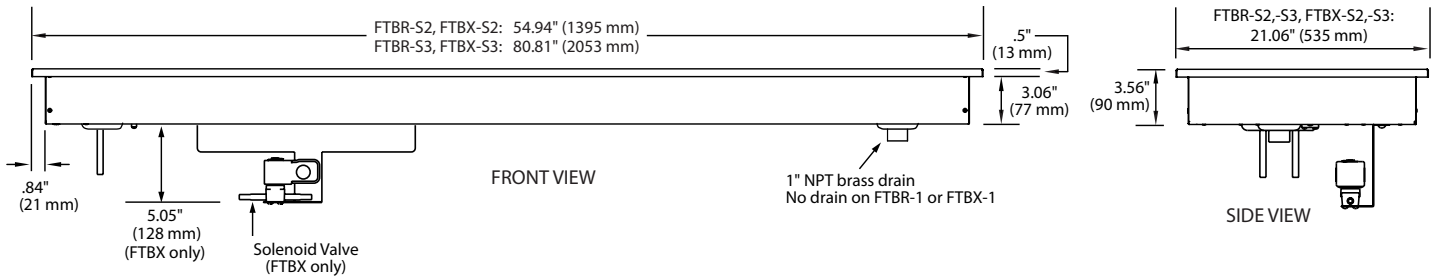 FTBR-S2, FTBX-S2: 54.94" (1395 mm)
FTBR-S3, FTBX-S3: 80.81" (2053 mm)
.5"
(13 mm)
3.06"
(77 mm)
.84"
(21 mm)
5.05"
(128 mm)
(FTBX only)
Solenoid Valve
(FTBX only)
FRONT VIEW
1" NPT brass drain
No drain on FTBR-1 or FTBX-1
FTBR-S2,-S3, FTBX-S2,-S3:
21.06" (535 mm)
3.56"
(90 mm)
SIDE VIEW